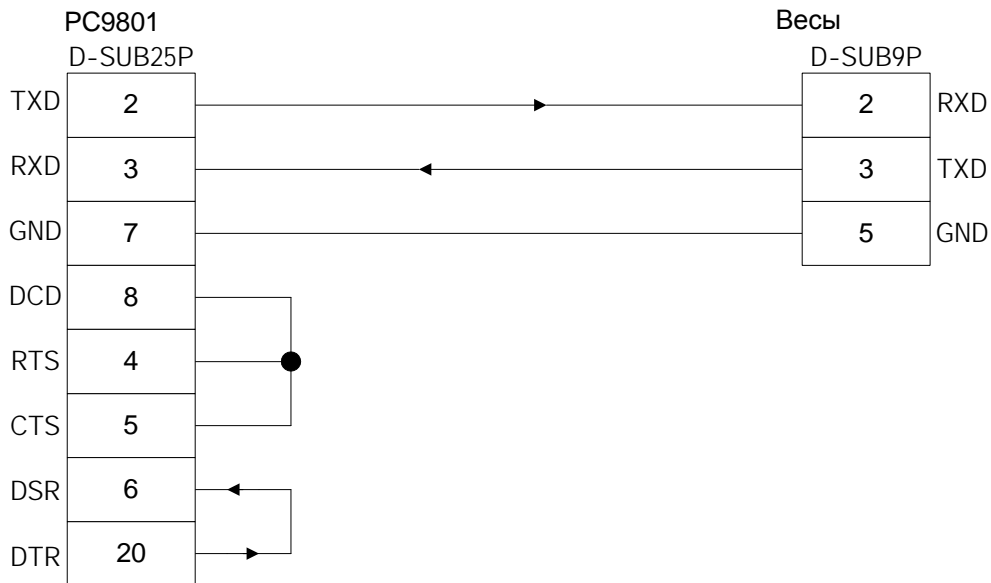 PC9801 Весы
D-SUB25P D-SUB9P
TXD 2 2 RXD
RXD 3 3 TXD
GND 7 5 GND
DCD 8
RTS 4
CTS 5
DSR 6
DTR 20